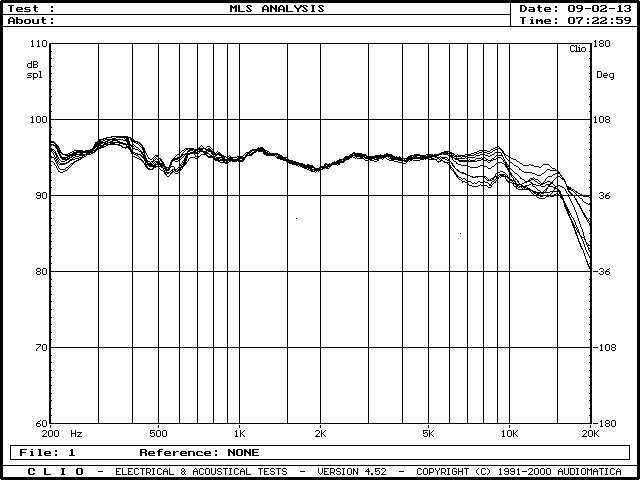 Test : MLS ANALYSIS Date: 09-02-13
About: Time: 07:22:59
110 Clio 180
dB
spl Deg
100 108
90 36
80 -36
70 -108
60 -180
200 Hz 500 1K 2K 5K 10K 20K
File: 1 Reference: NONE
C L I O - ELECTRICAL & ACOUSTICAL TESTS - VERSION 4.52 - COPYRIGHT (C) 1991-2000 AUDIOMATICA